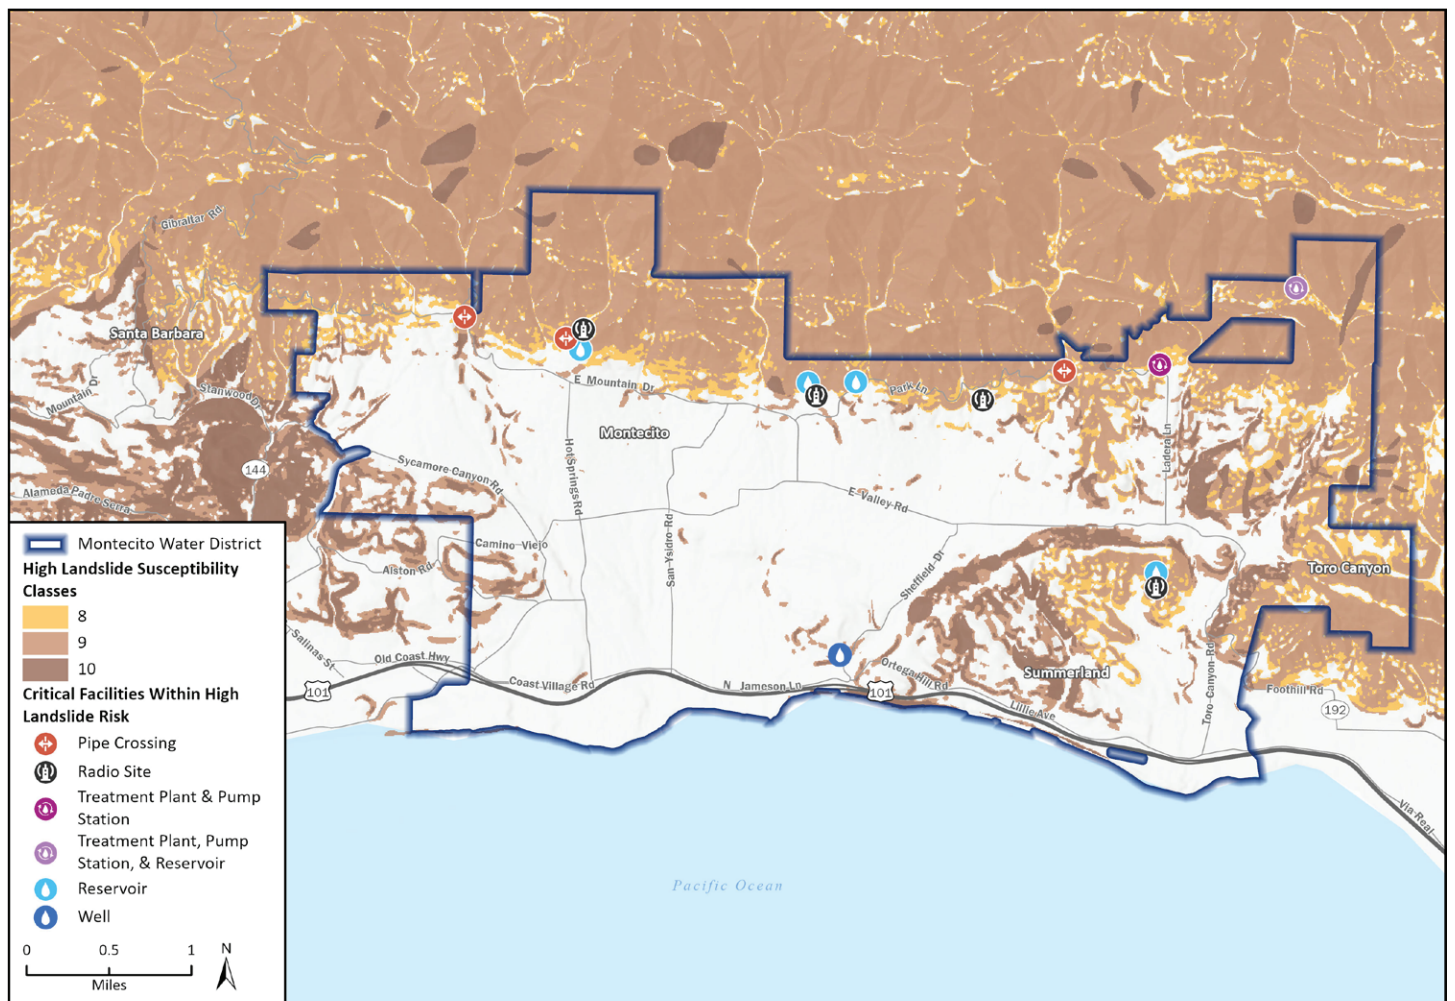 Gibraltar Rd
Santa Barbara
Mountain Dr
Stanwood D
144
Alameda Padre Serra
E Mountain Dr
Park Ln
Montecito
Hot Springs Rd
Ladera Ln
Sycamore Canyon Rd
E Valley Rd
San Ysidro Rd
Camino Viejo
Alston Rd
Sheffield Dr
Toro Canyon
Salinas St
Old Coast Hwy
101
Coast Village Rd
N Jameson Ln
101
Ortega Hill Rd
Summerland
Lillie Ave
Toro Canyon Rd
Foothill Rd
192
Via Real
Pacific Ocean
Montecito Water District
High Landslide Susceptibility
Classes
8
9
10
Critical Facilities Within High
Landslide Risk
Pipe Crossing
Radio Site
Treatment Plant & Pump
Station
Treatment Plant, Pump
Station, & Reservoir
Reservoir
Well
0 0.5 1
Miles
N